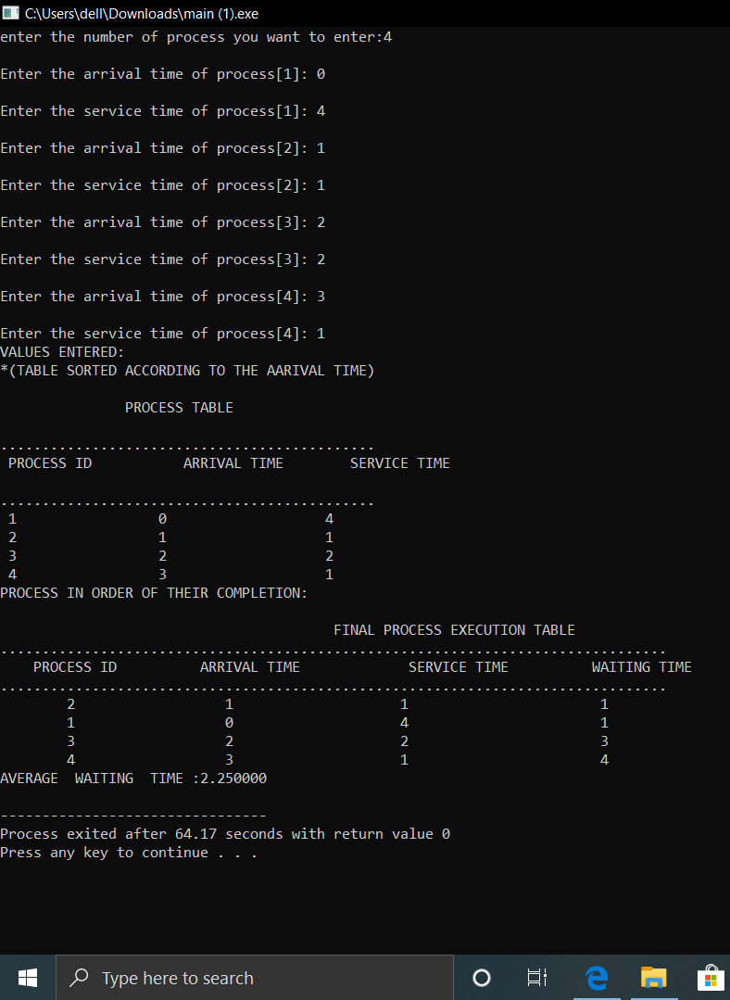 C:\Users\dell\Downloads\main (1).exe
enter the number of process you want to enter:4
Enter the arrival time of process[1]: 0
Enter the service time of process[1]: 4
Enter the arrival time of process[2]: 1
Enter the service time of process[2]: 1
Enter the arrival time of process[3]: 2
Enter the service time of process[3]: 2
Enter the arrival time of process[4]: 3
Enter the service time of process[4]: 1
VALUES ENTERED:
*(TABLE SORTED ACCORDING TO THE AARIVAL TIME)
PROCESS TABLE
.............................................
PROCESS ID ARRIVAL TIME SERVICE TIME
.............................................
1 0 4
2 1 1
3 2 2
4 3 1
PROCESS IN ORDER OF THEIR COMPLETION:
FINAL PROCESS EXECUTION TABLE
................................................................................
PROCESS ID ARRIVAL TIME SERVICE TIME WAITING TIME
................................................................................
2 1 1 1
1 0 4 1
3 2 2 3
4 3 1 4
AVERAGE WAITING TIME :2.250000
--------------------------------
Process exited after 64.17 seconds with return value 0
Press any key to continue . . .
Type here to search